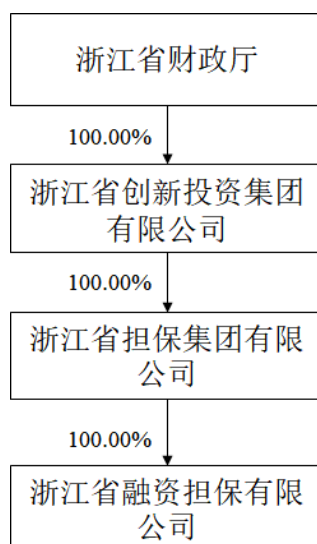 浙江省财政厅
100.00%
浙江省创新投资集团
有限公司
100.00%
浙江省担保集团有限
公司
100.00%
浙江省融资担保有限
公司